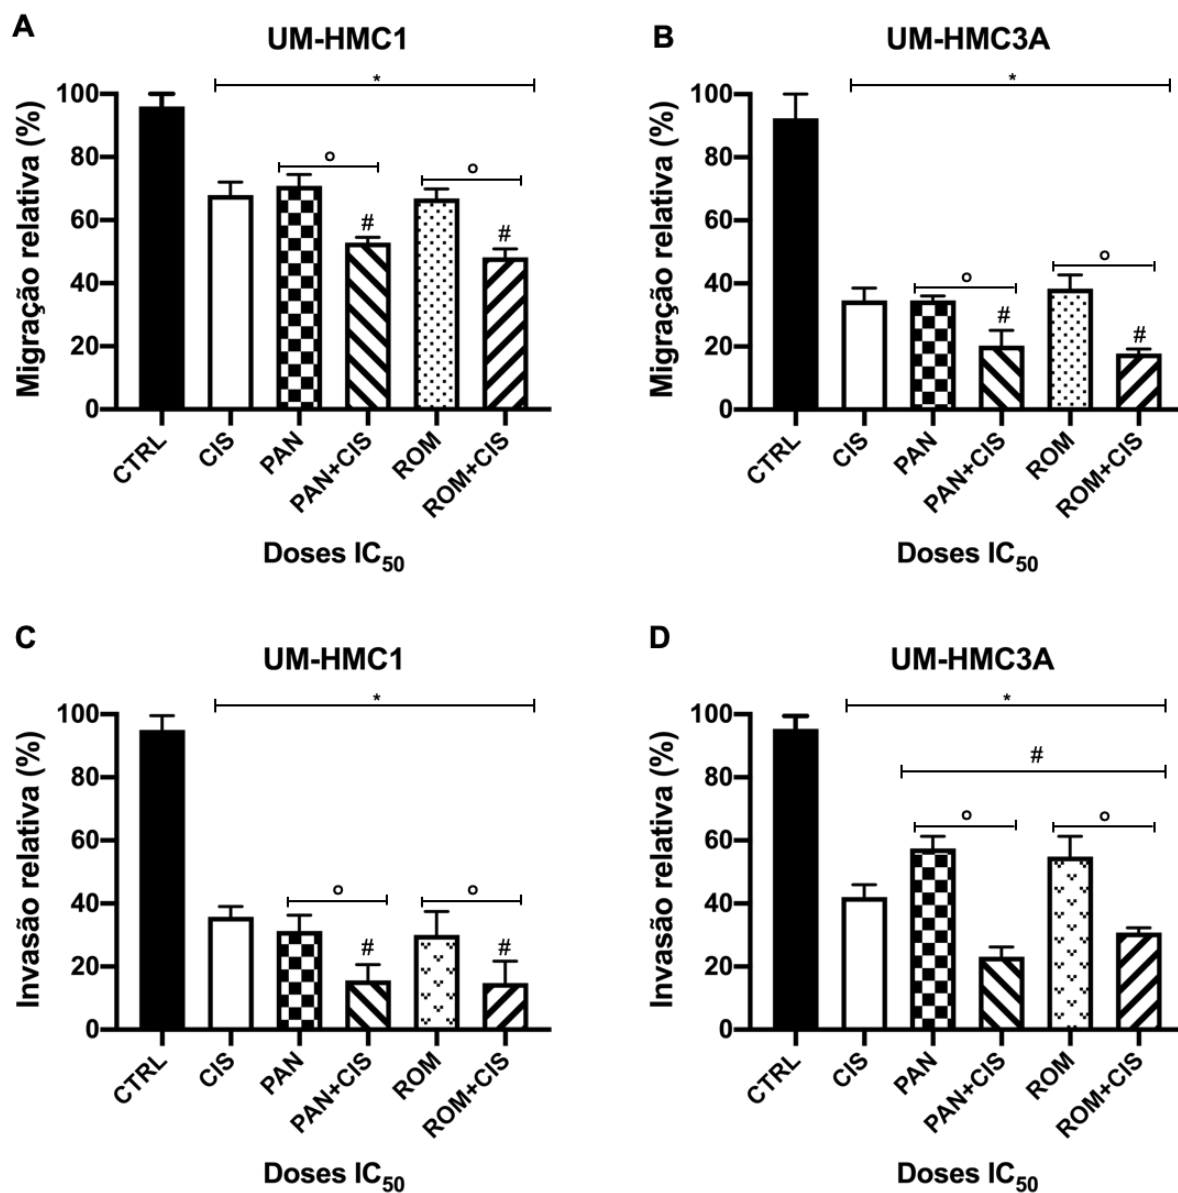 A
UM-HMC1
*
Migração relativa (%)
100
80
60
40
20
0
o
o
#
#
CTRL
CIS
PAN
PAN+CIS
ROM
ROM+CIS
Doses IC50
B
UM-HMC3A
*
Migração relativa (%)
100
80
60
40
20
0
o
o
#
#
CTRL
CIS
PAN
PAN+CIS
ROM
ROM+CIS
Doses IC50
C
UM-HMC1
*
Invasão relativa (%)
100
80
60
40
20
0
o
o
#
#
CTRL
CIS
PAN
PAN+CIS
ROM
ROM+CIS
Doses IC50
D
UM-HMC3A
*
#
Invasão relativa (%)
100
80
60
40
20
0
o
o
CTRL
CIS
PAN
PAN+CIS
ROM
ROM+CIS
Doses IC50